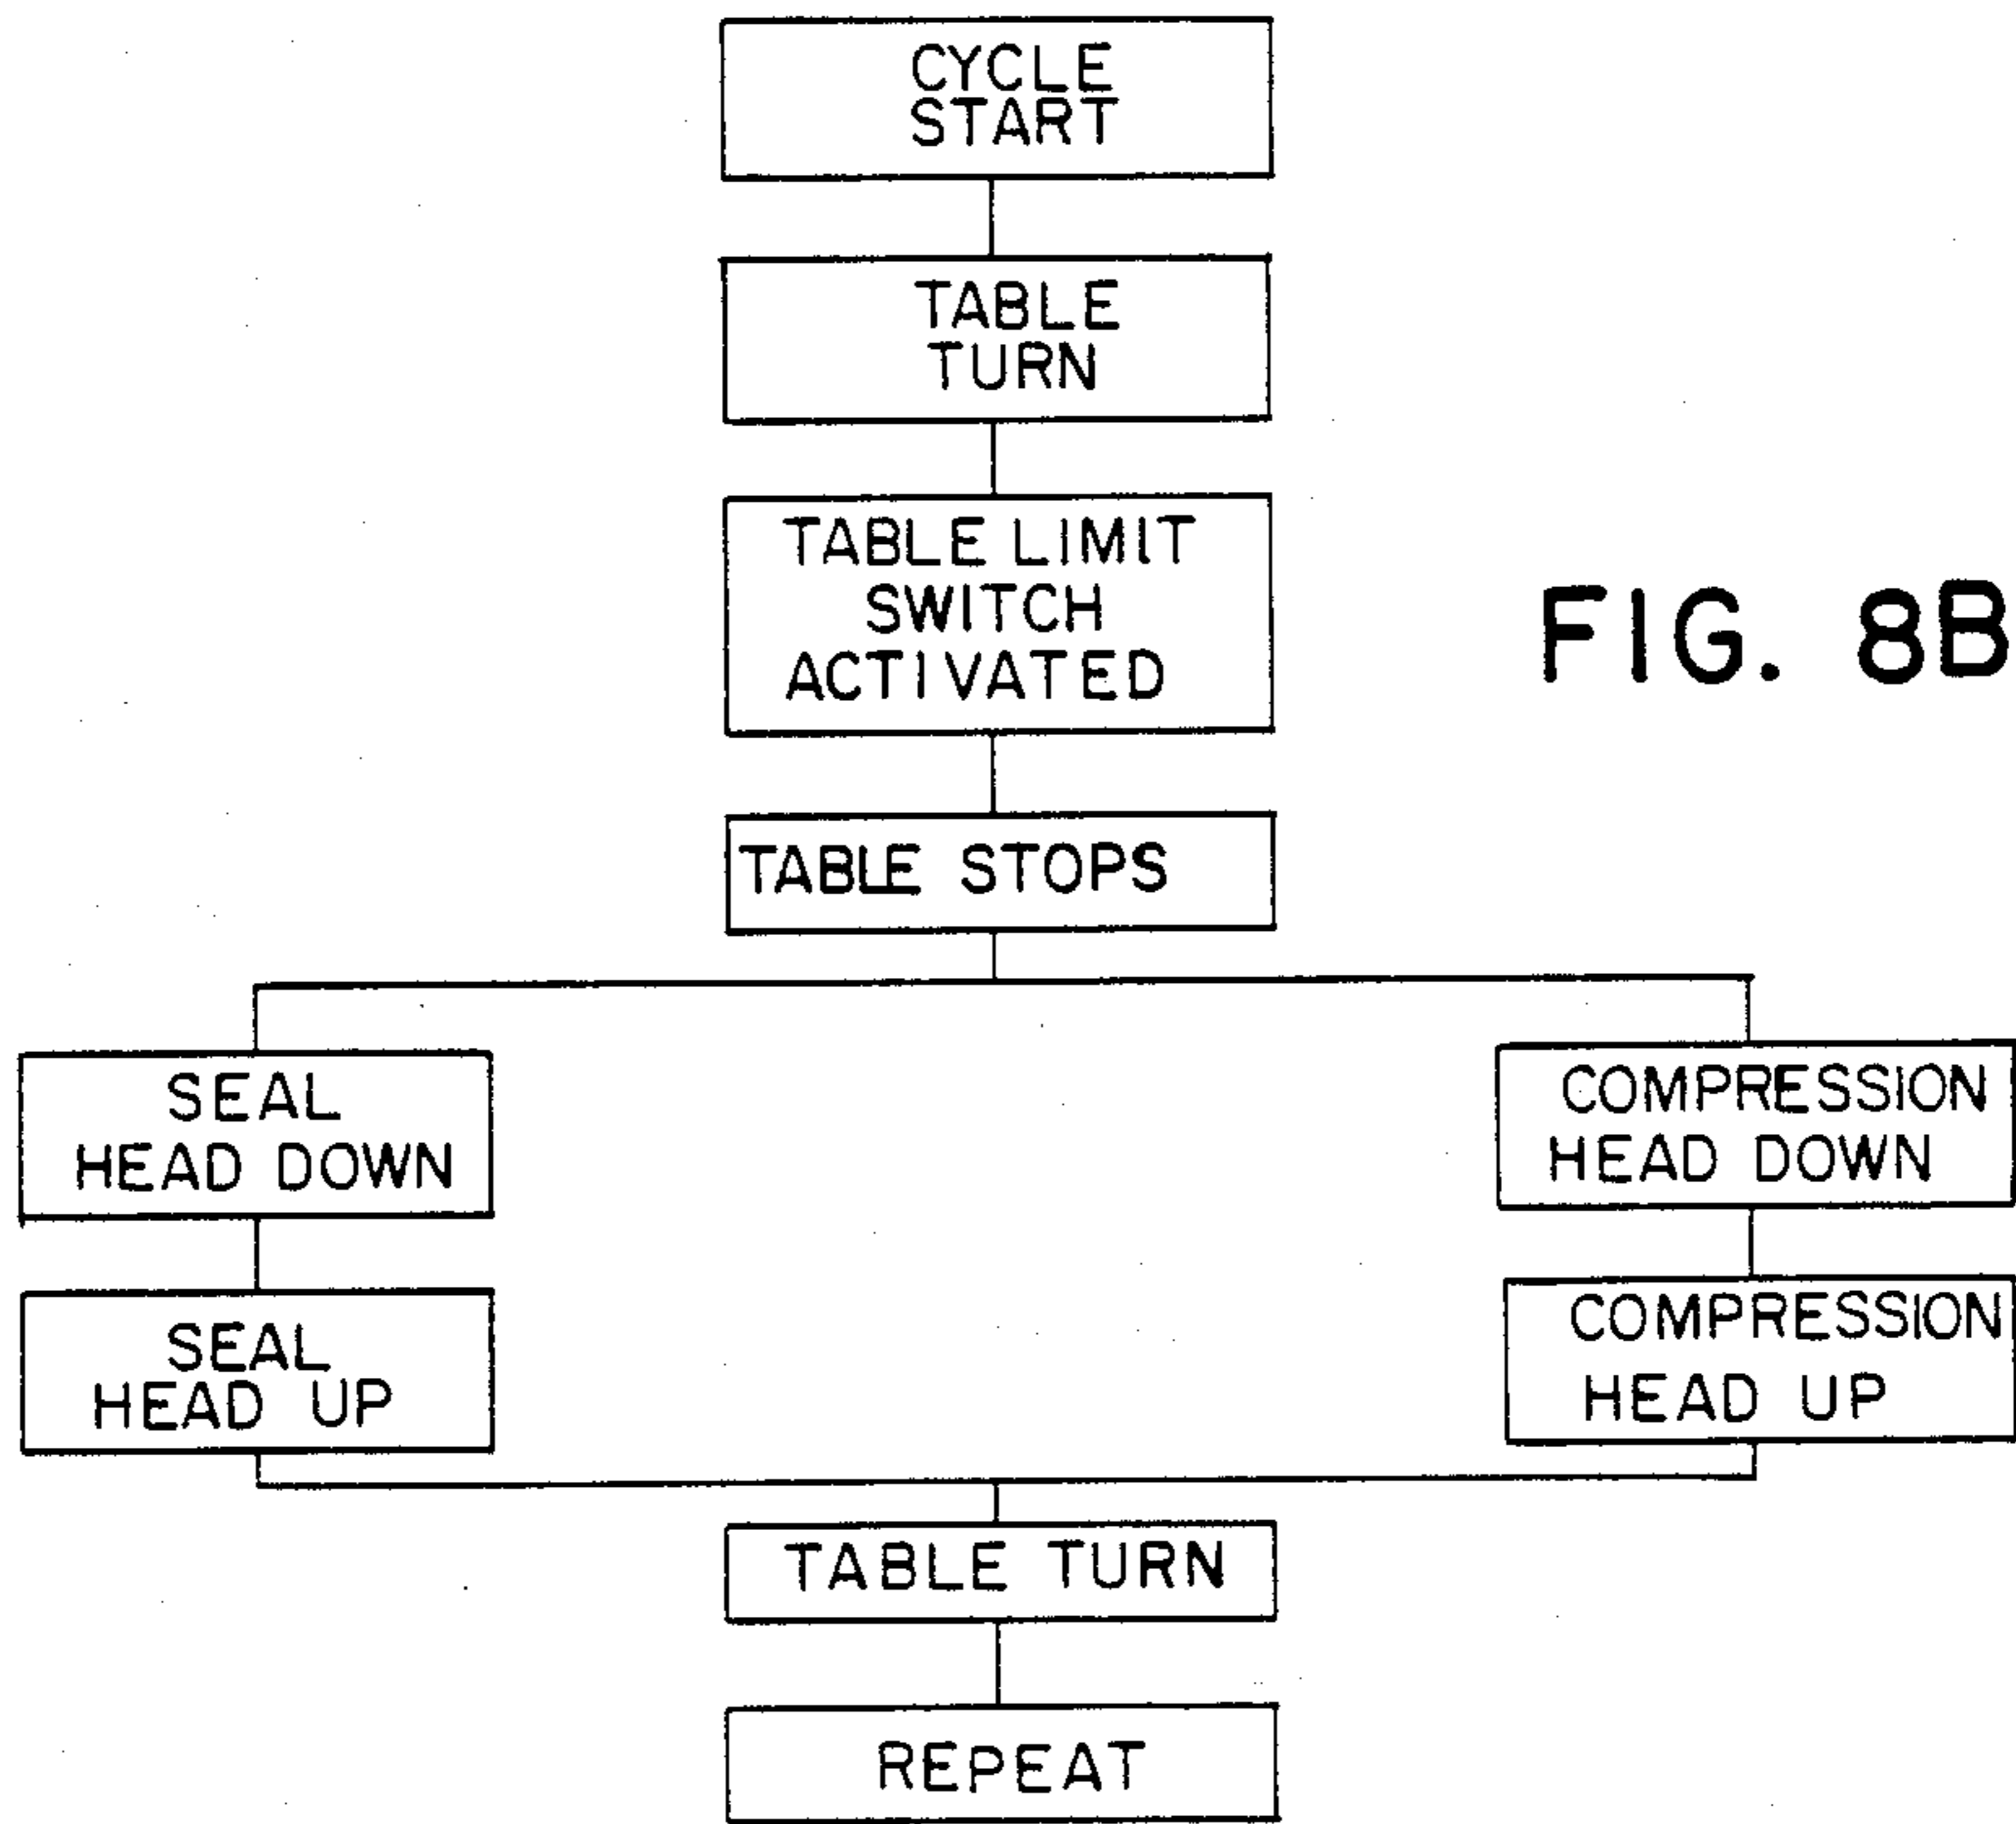 CYCLE
START
TABLE
TURN
TABLE LIMIT
SWITCH
ACTIVATED
FIG. 8B
TABLE STOPS
SEAL
HEAD DOWN
COMPRESSION
HEAD DOWN
SEAL
HEAD UP
COMPRESSION
HEAD UP
TABLE TURN
REPEAT